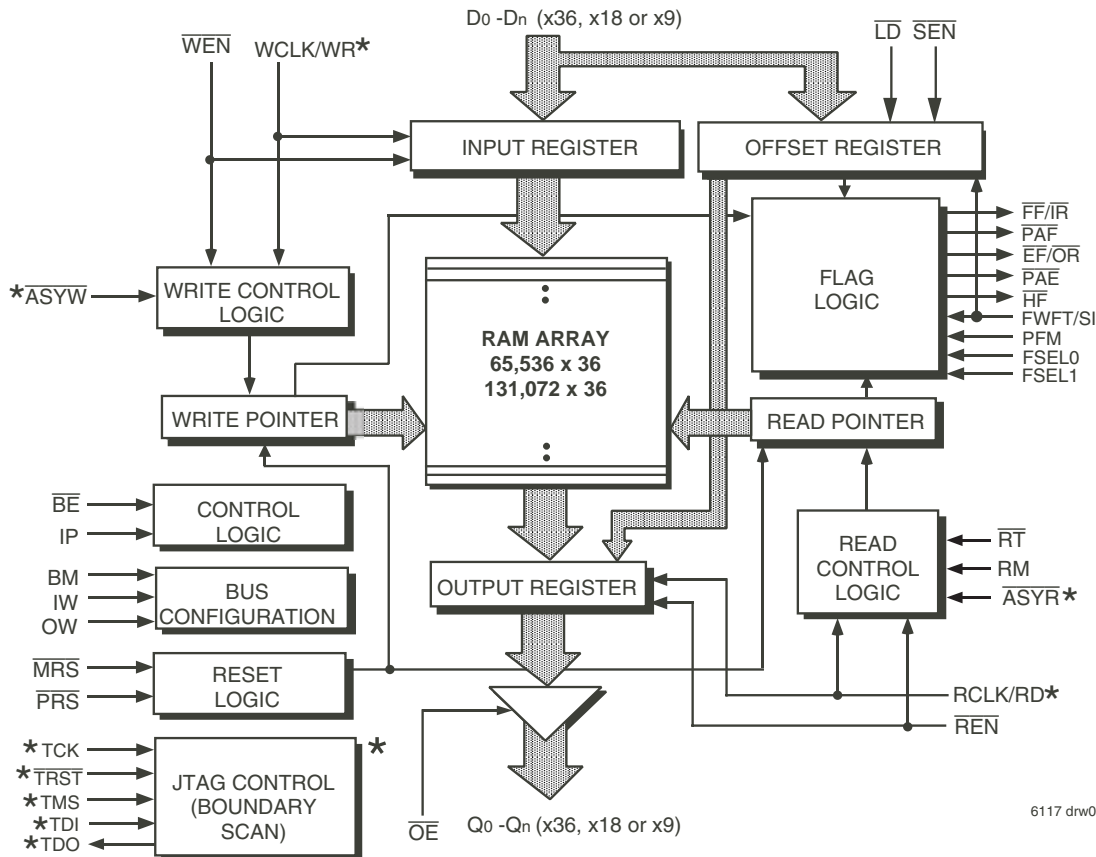 D0 -Dn (x36, x18 or x9)
WEN
WCLK/WR*
LD SEN
INPUT REGISTER
OFFSET REGISTER
FF/IR
PAF
EF/OR
PAE
HF
FWFT/SI
PFM
FSEL0
FSEL1
FLAG
LOGIC
*ASYW
WRITE CONTROL
LOGIC
RAM ARRAY
65,536 x 36
131,072 x 36
WRITE POINTER
READ POINTER
BE
IP
CONTROL
LOGIC
READ
CONTROL
LOGIC
RT
RM
ASYR*
BM
IW
OW
BUS
CONFIGURATION
OUTPUT REGISTER
MRS
PRS
RESET
LOGIC
RCLK/RD*
REN
*TCK
*TRST
*TMS
*TDI
*TDO
JTAG CONTROL
(BOUNDARY
SCAN)
*
OE
Q0 -Qn (x36, x18 or x9)
6117 drw0